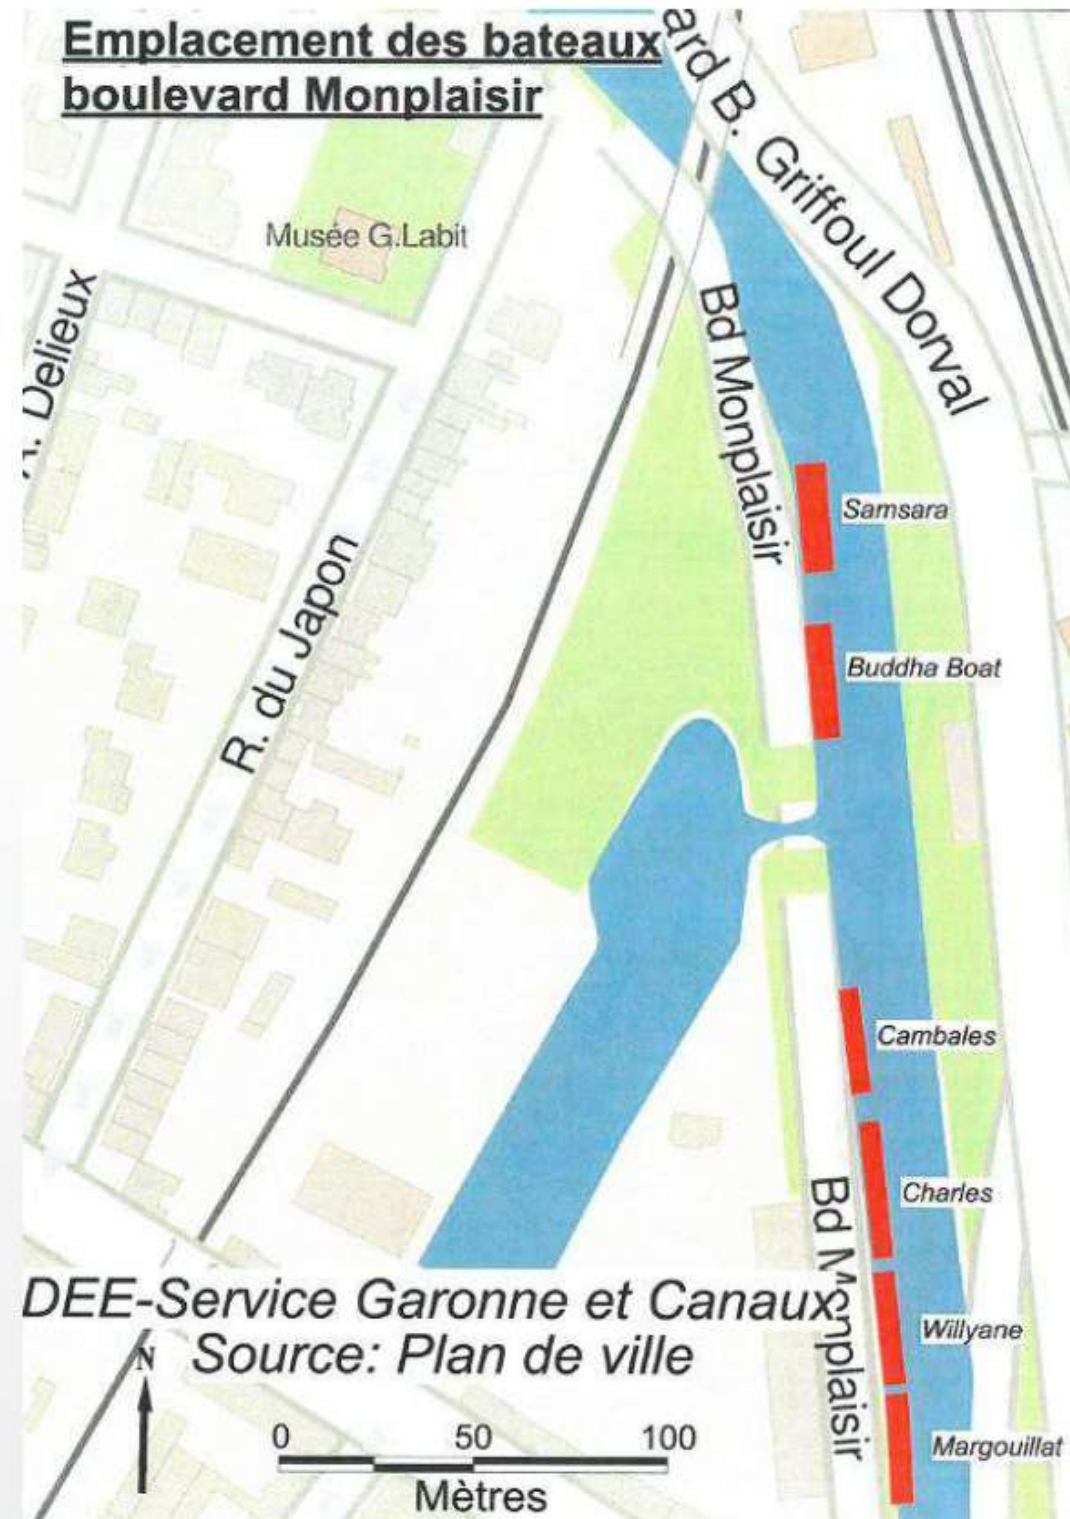 Emplacement des bateaux
boulevard Monplaisir
ard B. Griffoul Dorval
Musée G.Labit
Delieux
Bd Monplaisir
Samsara
R. du Japon
Buddha Boat
Cambales
Charles
Bd Monplaisir
DEE-Service Garonne et Canaux
Source: Plan de ville
Willyane
N
0 50 100
Mètres
Margouillat